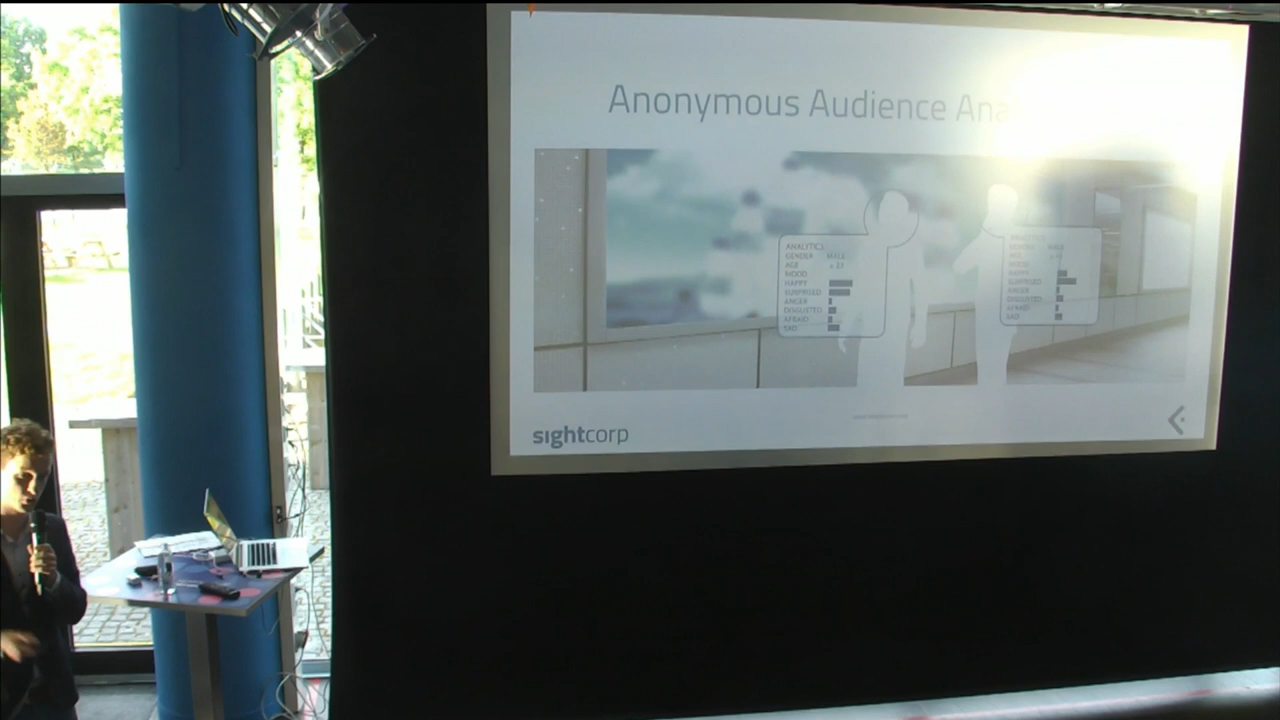 Anonymous Audience Ana
ANALYTICS
GENDER MALE
AGE
MOOD
HAPPY
SURPRISED
ANGER
DISGUSTED
AFRAID
SAD
GENDER MALE
AGE
HAPPY
SURPRISED
ANGER
DISGUSTED
AFRAID
SAD
sightcorp